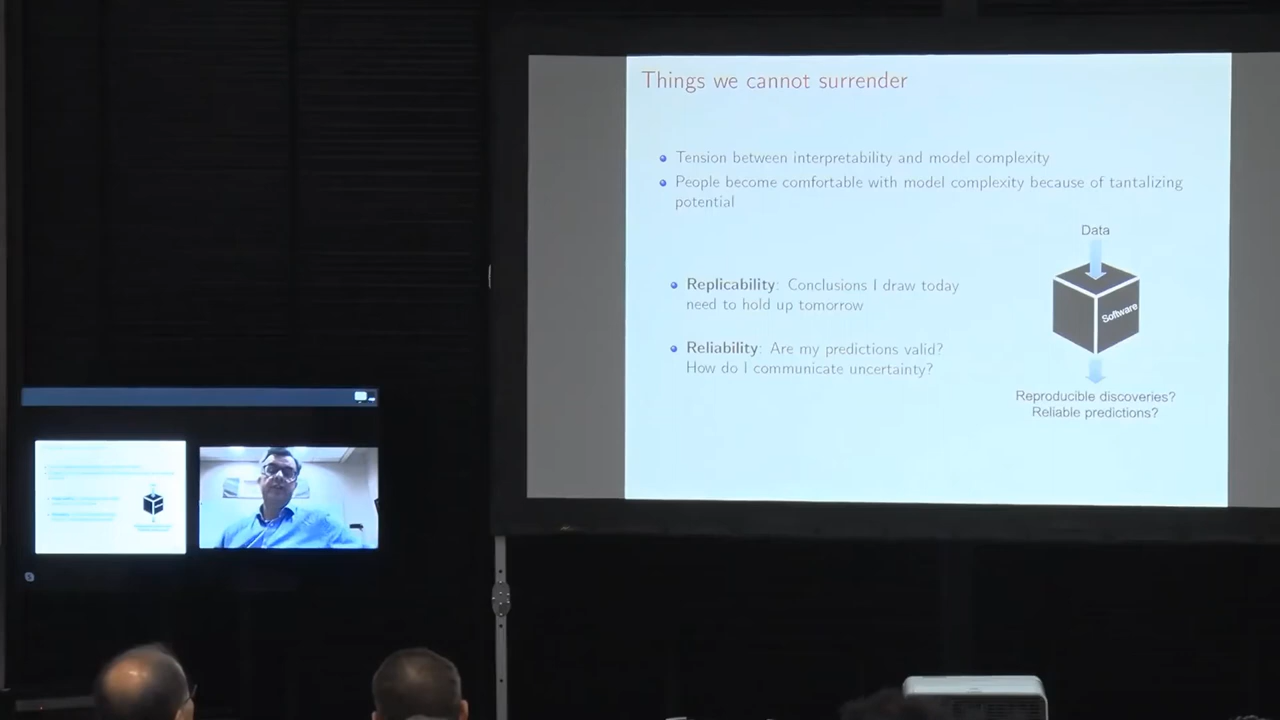 Things we cannot surrender
Tension between interpretability and model complexity
People become comfortable with model complexity because of tantalizing
potential
Data
Software
Replicability: Conclusions I draw today
need to hold up tomorrow
Reliability: Are my predictions valid?
How do I communicate uncertainty?
Reproducible discoveries?
Reliable predictions?